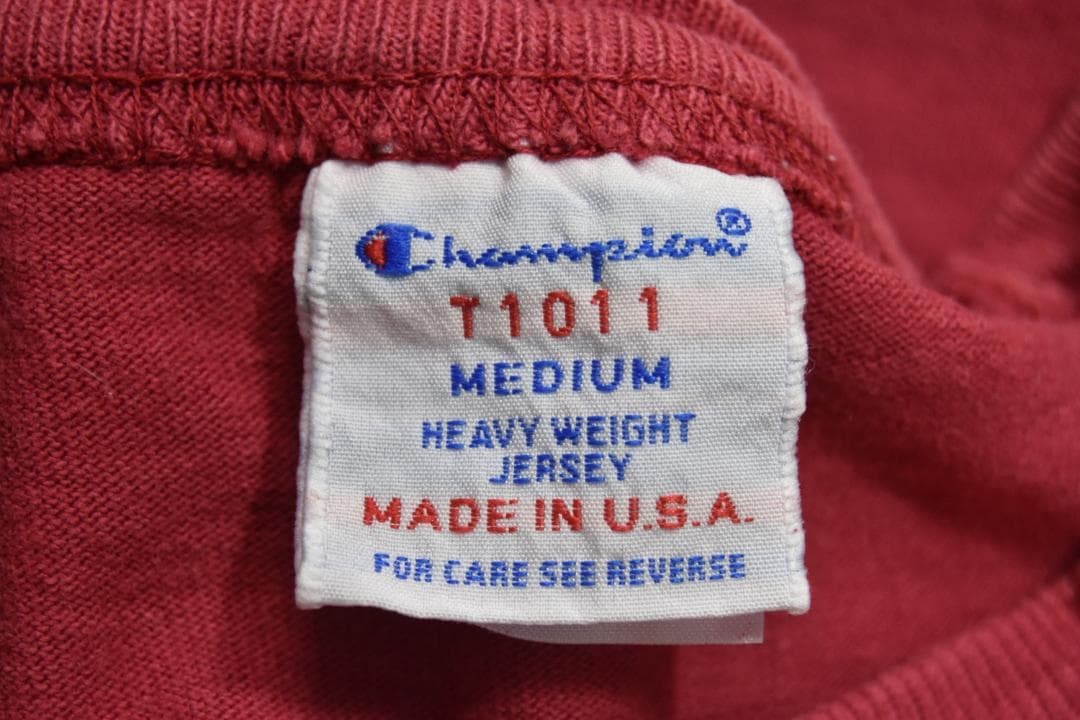 Champion®
T1011
MEDIUM
HEAVY WEIGHT
JERSEY
MADE IN U.S.A.
FOR CARE SEE REVERSE